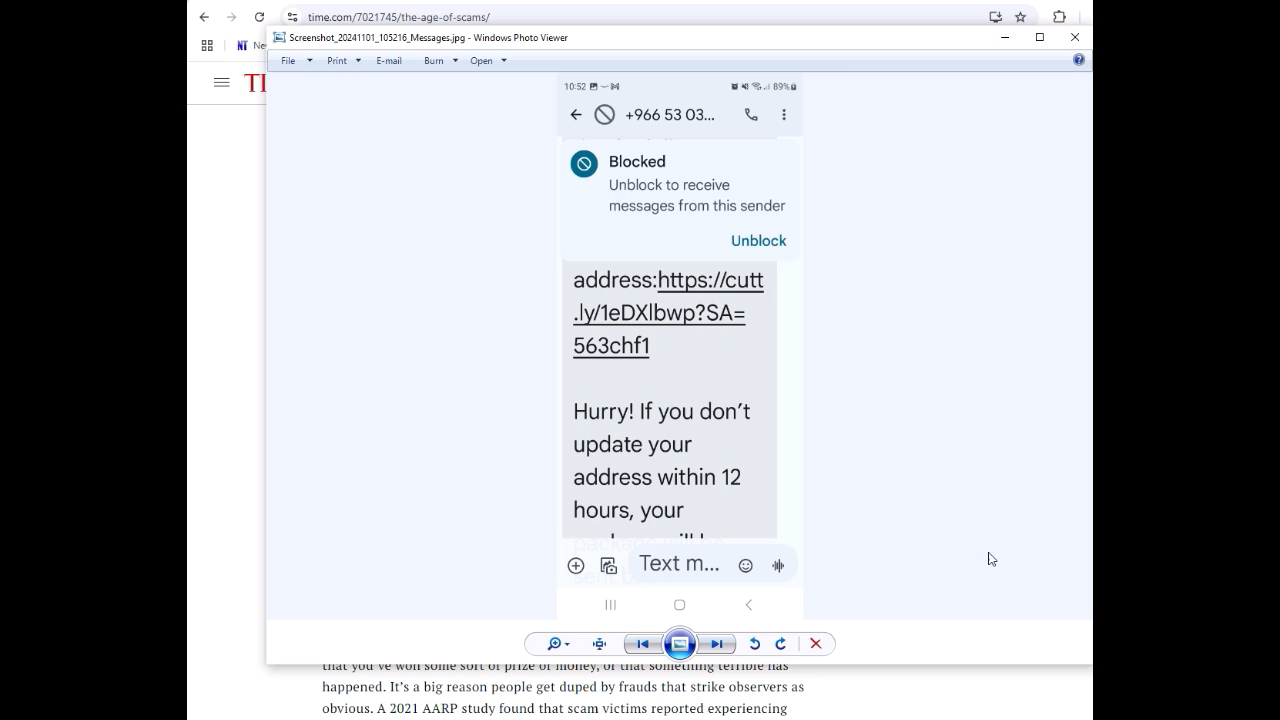 time.com/7021745/the-age-of-scams/
NT
Screenshot_20241101_105216_Messages.jpg - Windows Photo Viewer
File Print E-mail Burn Open
10:52 89%
+966 53 03...
Blocked
Unblock to receive
messages from this sender
Unblock
address:https://cutt
.ly/1eDXlbwp?SA=
563chf1
Hurry! If you don't
update your
address within 12
hours, your
Text m...
that you've won some sort of prize or money, or that something terrible has
happened. It's a big reason people get duped by frauds that strike observers as
obvious. A 2021 AARP study found that scam victims reported experiencing